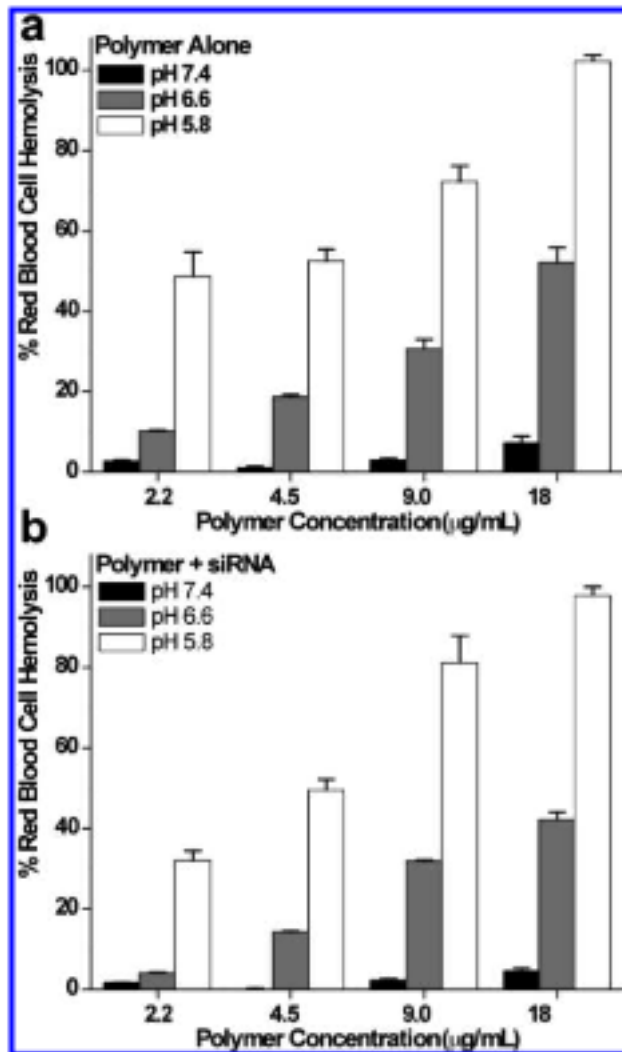 a
Polymer Alone
pH 7.4
pH 6.6
pH 5.8
% Red Blood Cell Hemolysis
100
80
60
40
20
0
2.2 4.5 9.0 18
Polymer Concentration(μg/mL)
b
Polymer + siRNA
pH 7.4
pH 6.6
pH 5.8
% Red Blood Cell Hemolysis
100
80
60
40
20
0
2.2 4.5 9.0 18
Polymer Concentration(μg/mL)